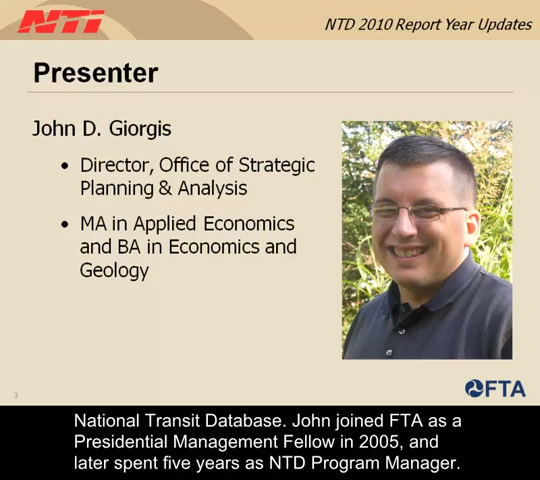 NTI
NTD 2010 Report Year Updates
Presenter
John D. Giorgis
• Director, Office of Strategic
Planning & Analysis
• MA in Applied Economics
and BA in Economics and
Geology
3
FTA
National Transit Database. John joined FTA as a
Presidential Management Fellow in 2005, and
later spent five years as NTD Program Manager.